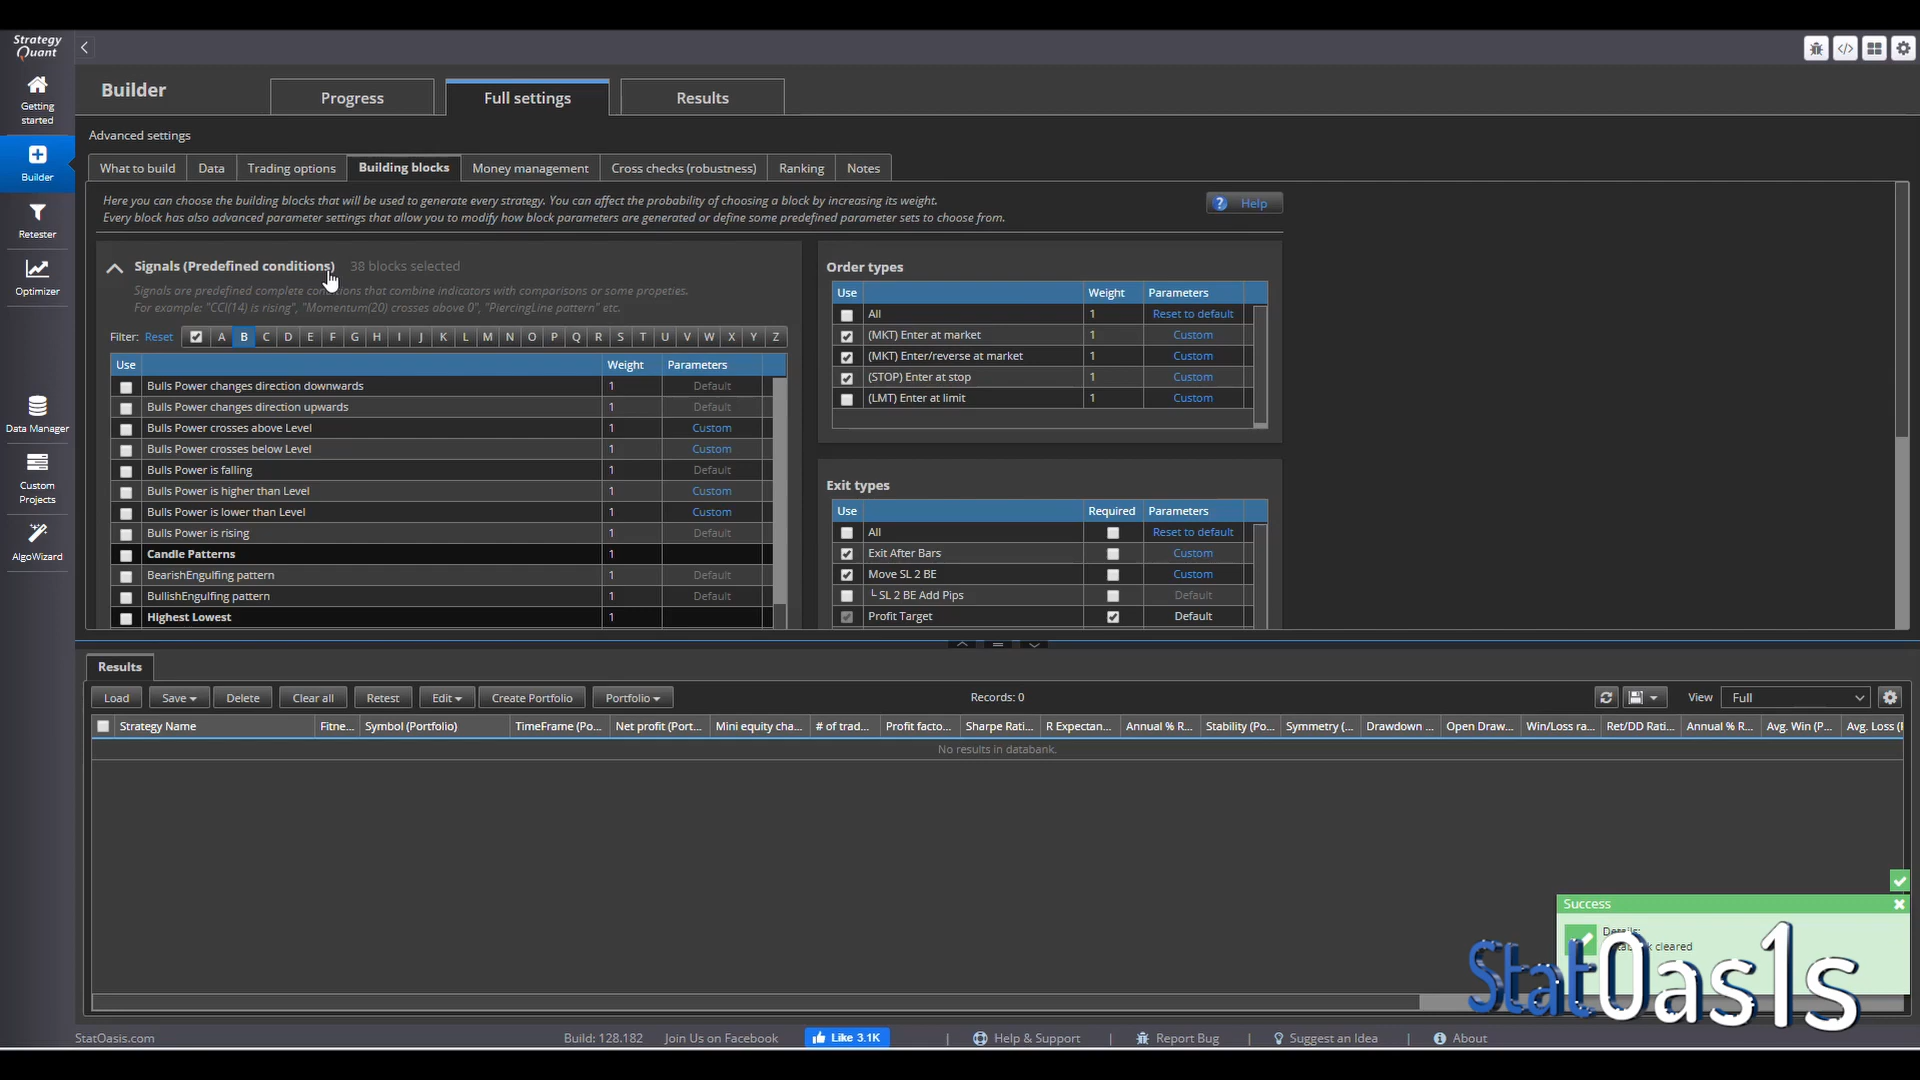 Strategy
Quant
Getting
started
Builder
Retester
Optimizer
Data Manager
Custom
Projects
AlgoWizard
Builder
Progress
Full settings
Results
Advanced settings
What to build
Data
Trading options
Building blocks
Money management
Cross checks (robustness)
Ranking
Notes
Here you can choose the building blocks that will be used to generate every strategy. You can affect the probability of choosing a block by increasing its weight.
Every block has also advanced parameter settings that allow you to modify how block parameters are generated or define some predefined parameter sets to choose from.
? Help
Signals (Predefined conditions) 38 blocks selected
Signals are predefined complete conditions that combine indicators with comparisons or some propeties.
For example: "CCI(14) is rising", "Momentum(20) crosses above 0", "PiercingLine pattern" etc.
Filter: Reset A B C D E F G H I J K L M N O P Q R S T U V W X Y Z
Use Weight Parameters
Bulls Power changes direction downwards 1 Default
Bulls Power changes direction upwards 1 Default
Bulls Power crosses above Level 1 Custom
Bulls Power crosses below Level 1 Custom
Bulls Power is falling 1 Default
Bulls Power is higher than Level 1 Custom
Bulls Power is lower than Level 1 Custom
Bulls Power is rising 1 Default
Candle Patterns 1
BearishEngulfing pattern 1 Default
BullishEngulfing pattern 1 Default
Highest Lowest 1
Order types
Use Weight Parameters
All 1 Reset to default
(MKT) Enter at market 1 Custom
(MKT) Enter/reverse at market 1 Custom
(STOP) Enter at stop 1 Custom
(LMT) Enter at limit 1 Custom
Exit types
Use Required Parameters
All Reset to default
Exit After Bars Custom
Move SL 2 BE Custom
└ SL 2 BE Add Pips Default
Profit Target Default
Results
Load Save Delete Clear all Retest Edit Create Portfolio Portfolio Records: 0 View Full
Strategy Name Fitne... Symbol (Portfolio) TimeFrame (Po... Net profit (Port... Mini equity cha... # of trad... Profit facto... Sharpe Rati... R Expectan... Annual % R... Stability (Po... Symmetry (... Drawdown ... Open Draw... Win/Loss ra... Ret/DD Rati... Annual % R... Avg. Win (P... Avg. Loss (
No results in databank.
Success
cleared
StatOas1s
StatOasis.com Build: 128.182 Join Us on Facebook Like 3.1K | Help & Support | Report Bug | Suggest an Idea | About